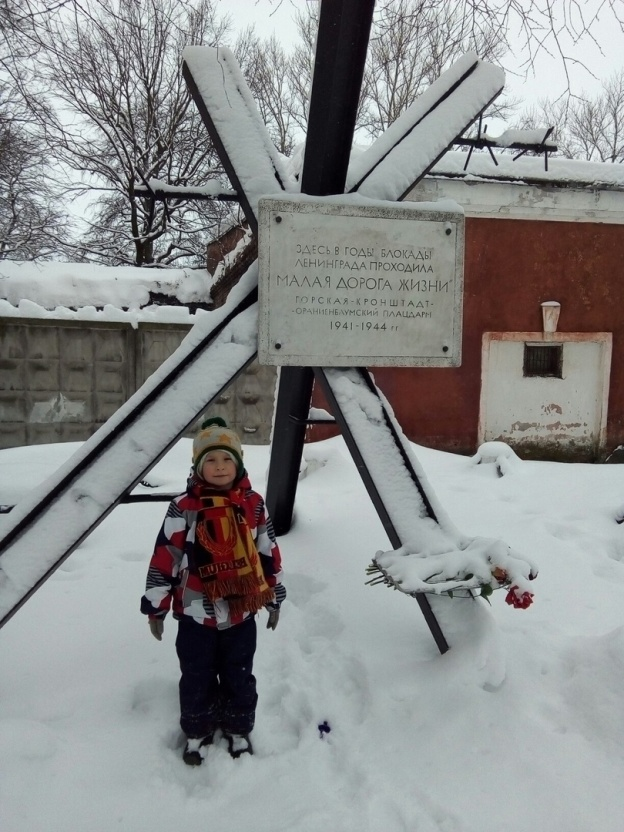 ЗДЕСЬ В ГОДЫ БЛОКАДЫ
ЛЕНИНГРАДА ПРОХОДИЛА
МАЛАЯ ДОРОГА ЖИЗНИ
ГОРСКАЯ-КРОНШТАДТ-
-ОРАНИЕНБАУМСКИЙ ПЛАЦДАРМ
1941-1944 гг